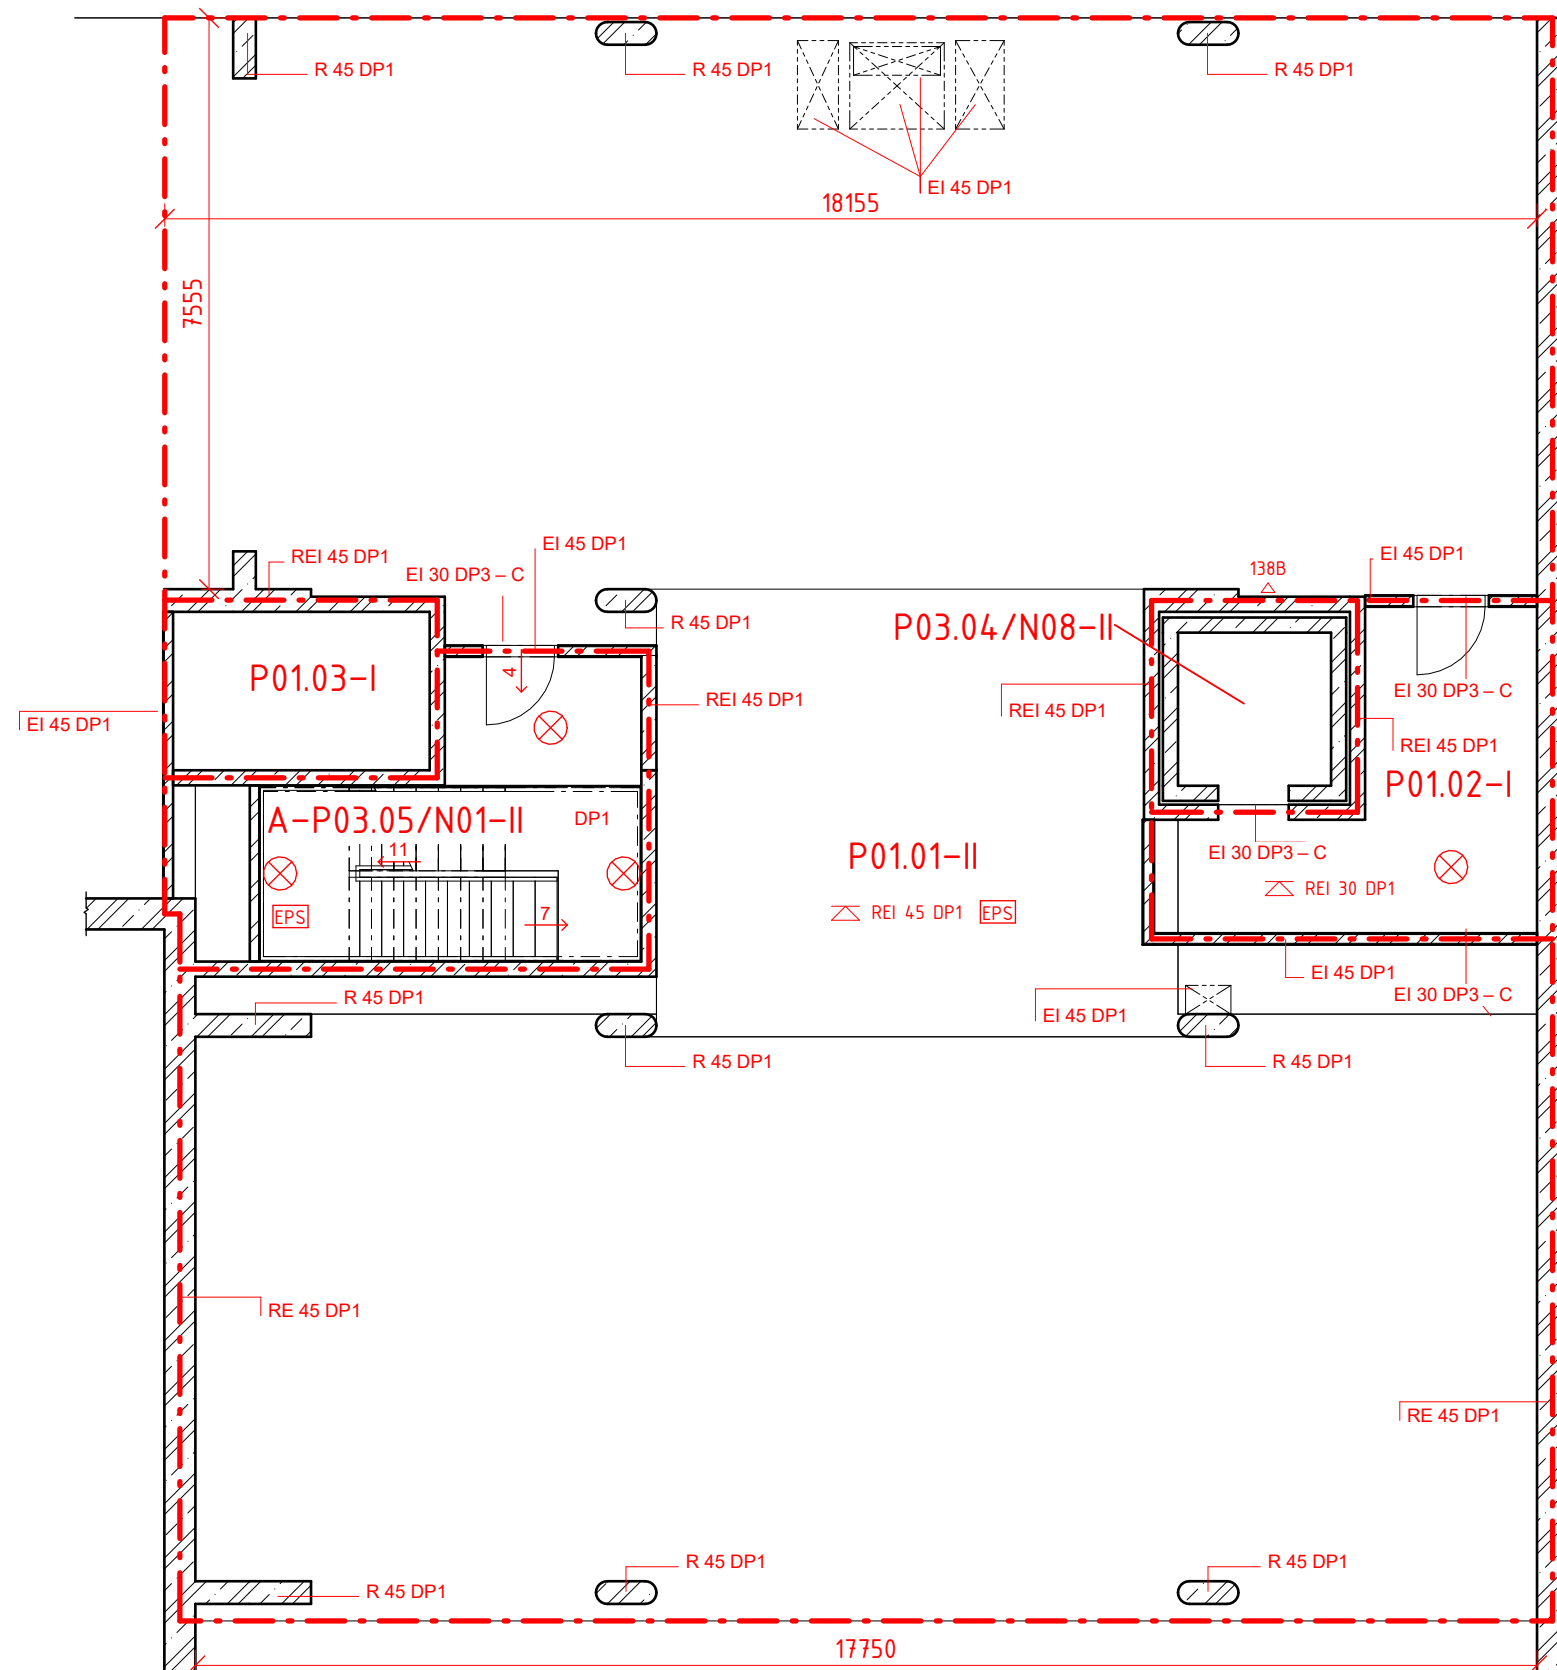 R 45 DP1
R 45 DP1
R 45 DP1
EI 45 DP1
18155
7555
REI 45 DP1
EI 30 DP3 – C
EI 45 DP1
138B
EI 45 DP1
R 45 DP1
P03.04/N08-II
P01.03-I
4
EI 30 DP3 – C
REI 45 DP1
REI 45 DP1
EI 45 DP1
REI 45 DP1
P01.02-I
A-P03.05/N01-II
DP1
11
P01.01-II
EI 30 DP3 – C
REI 30 DP1
EPS
7
REI 45 DP1
EPS
EI 45 DP1
R 45 DP1
EI 30 DP3 – C
EI 45 DP1
R 45 DP1
R 45 DP1
RE 45 DP1
RE 45 DP1
R 45 DP1
R 45 DP1
R 45 DP1
17750